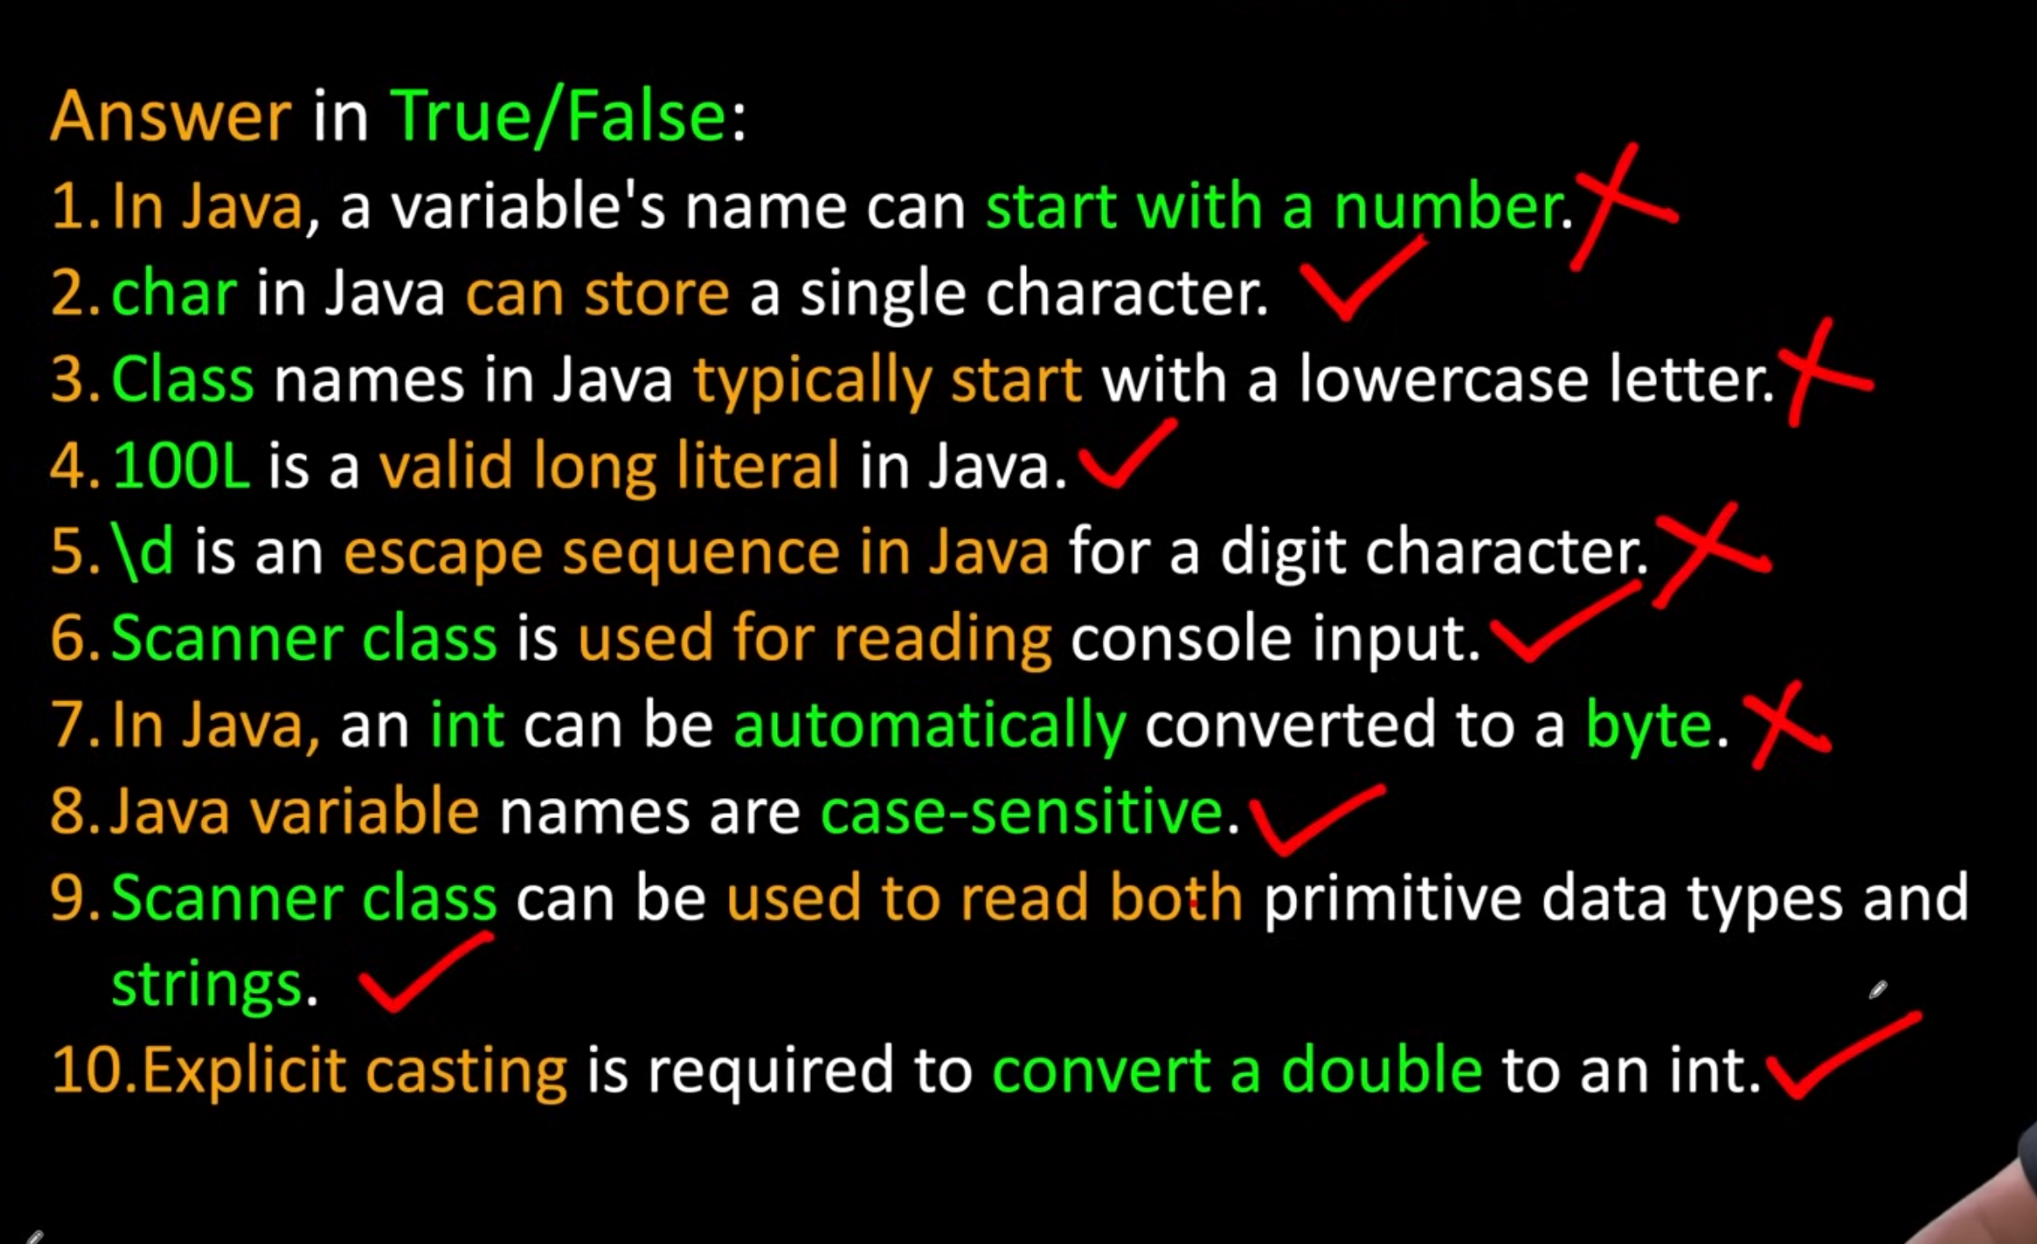 Answer in True/False:
1. In Java, a variable's name can start with a number.
2. char in Java can store a single character.
3. Class names in Java typically start with a lowercase letter.
4. 100L is a valid long literal in Java.
5. \d is an escape sequence in Java for a digit character.
6. Scanner class is used for reading console input.
7. In Java, an int can be automatically converted to a byte.
8. Java variable names are case-sensitive.
9. Scanner class can be used to read both primitive data types and
strings.
10.Explicit casting is required to convert a double to an int.